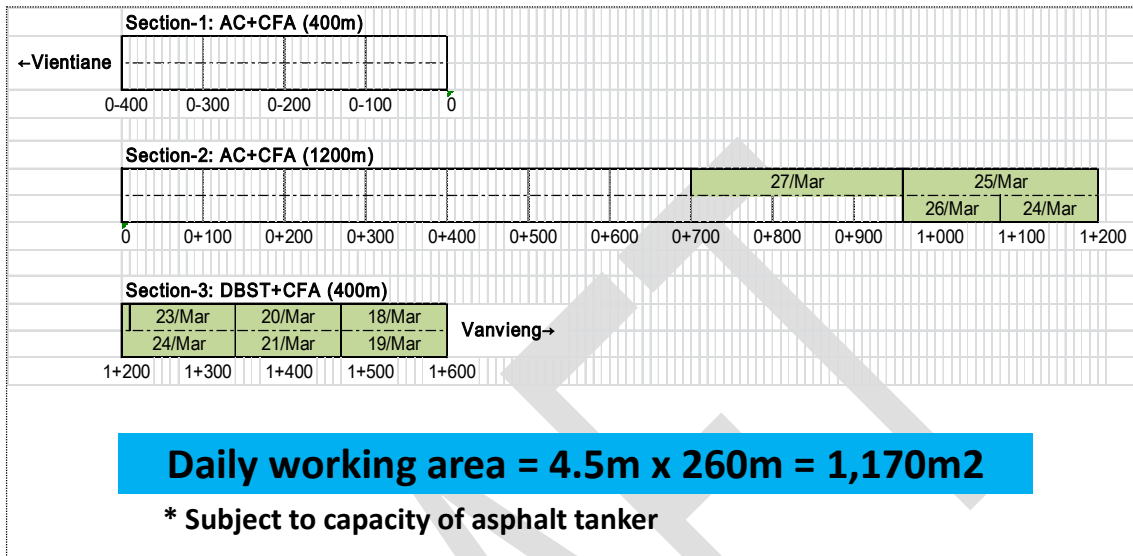 Section-1: AC+CFA (400m)
←Vientiane
0-400 0-300 0-200 0-100 0
Section-2: AC+CFA (1200m)
27/Mar 25/Mar
26/Mar 24/Mar
0 0+100 0+200 0+300 0+400 0+500 0+600 0+700 0+800 0+900 1+000 1+100 1+200
Section-3: DBST+CFA (400m)
23/Mar 20/Mar 18/Mar
Vanvieng→
24/Mar 21/Mar 19/Mar
1+200 1+300 1+400 1+500 1+600
Daily working area = 4.5m x 260m = 1,170m2
* Subject to capacity of asphalt tanker